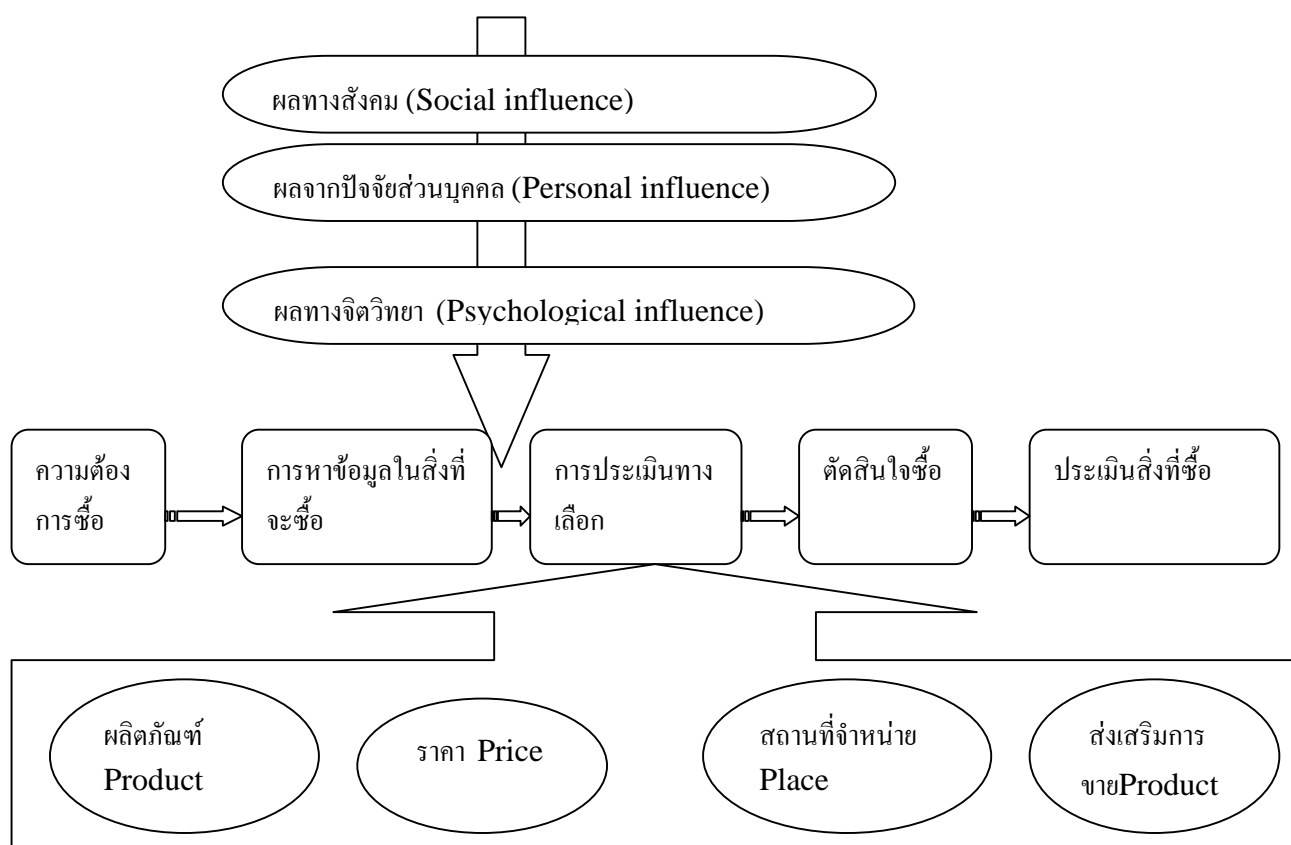 ผลทางสังคม (Social influence)
ผลจากปัจจัยส่วนบุคคล (Personal influence)
ผลทางจิตวิทยา (Psychological influence)
ความต้อง
การซื้อ
การหาข้อมูลในสิ่งที่
จะซื้อ
การประเมินทาง
เลือก
ตัดสินใจซื้อ
ประเมินสิ่งที่ซื้อ
ผลิตภัณฑ์
Product
ราคา Price
สถานที่จำหน่าย
Place
ส่งเสริมการ
ขายProduct